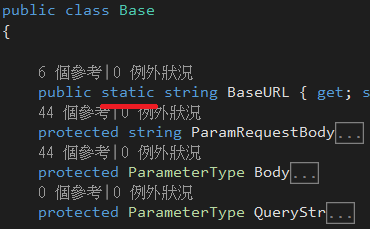 public class Base
{
6 個參考|0 例外狀況
public static string BaseURL { get; s
44 個參考|0 例外狀況
protected string ParamRequestBody...
44 個參考|0 例外狀況
protected ParameterType Body...
0 個參考|0 例外狀況
protected ParameterType QueryStr...